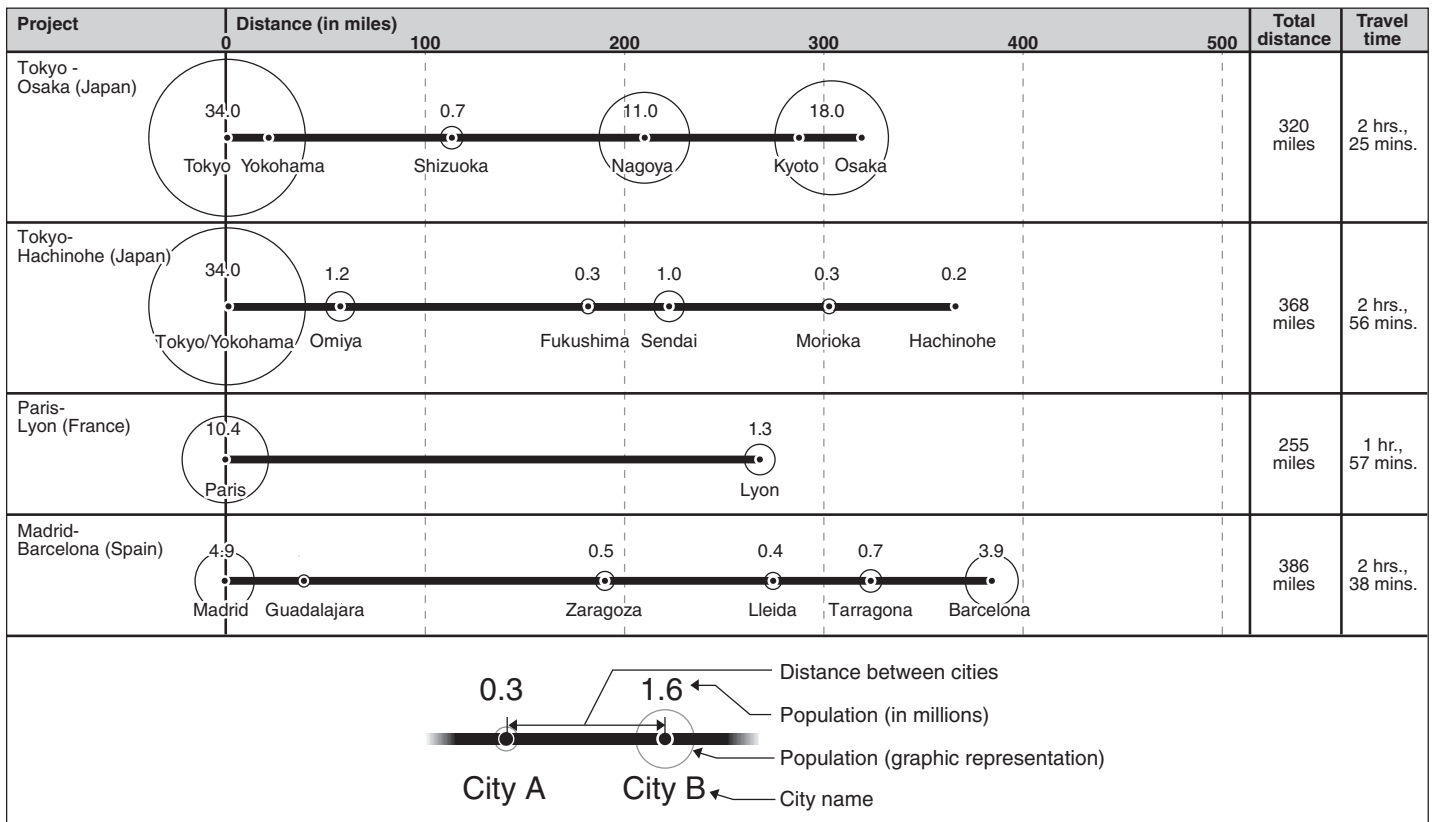 Project Distance (in miles) Total distance Travel time
0 100 200 300 400 500
Tokyo -
Osaka (Japan)
34.0 0.7 11.0 18.0
Tokyo Yokohama Shizuoka Nagoya Kyoto Osaka
320
miles
2 hrs.,
25 mins.
Tokyo-
Hachinohe (Japan)
34.0 1.2 0.3 1.0 0.3 0.2
Tokyo/Yokohama Omiya Fukushima Sendai Morioka Hachinohe
368
miles
2 hrs.,
56 mins.
Paris-
Lyon (France)
10.4 1.3
Paris Lyon
255
miles
1 hr.,
57 mins.
Madrid-
Barcelona (Spain)
4.9 0.5 0.4 0.7 3.9
Madrid Guadalajara Zaragoza Lleida Tarragona Barcelona
386
miles
2 hrs.,
38 mins.
Distance between cities
0.3 1.6
Population (in millions)
Population (graphic representation)
City A City B
City name